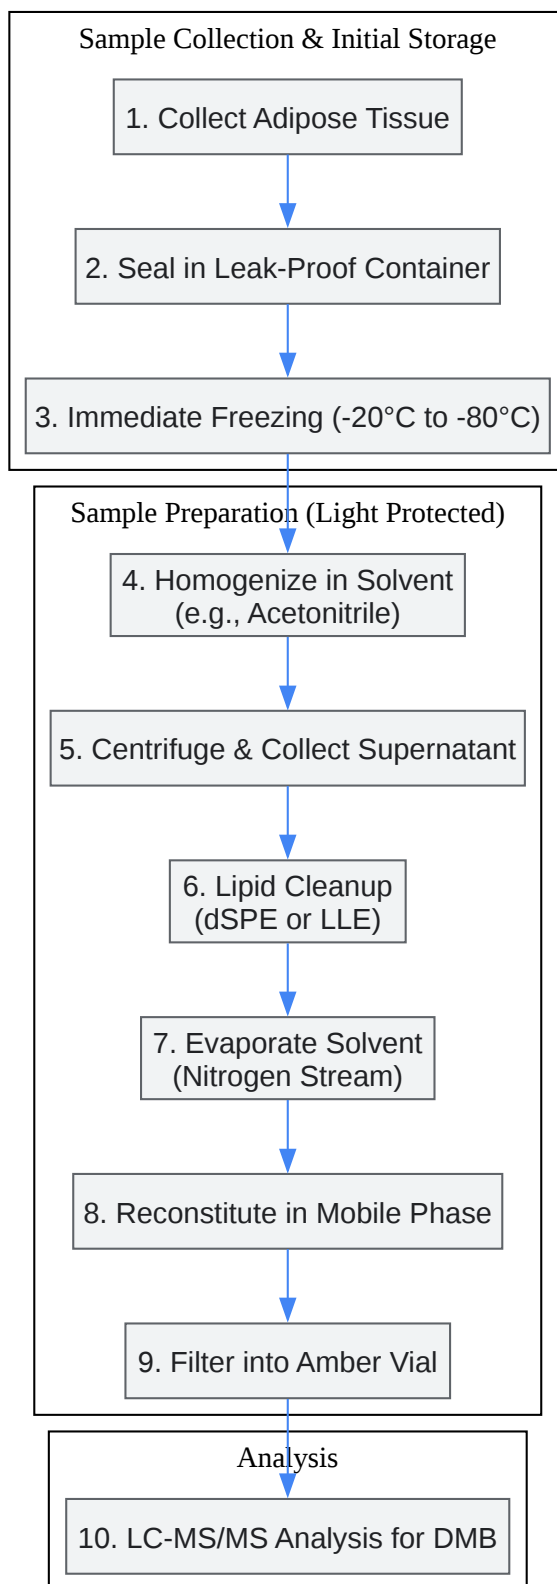 Sample Collection & Initial Storage
1. Collect Adipose Tissue
2. Seal in Leak-Proof Container
3. Immediate Freezing (-20°C to -80°C)
Sample Preparation (Light Protected)
4. Homogenize in Solvent
(e.g., Acetonitrile)
5. Centrifuge & Collect Supernatant
6. Lipid Cleanup
(dSPE or LLE)
7. Evaporate Solvent
(Nitrogen Stream)
8. Reconstitute in Mobile Phase
9. Filter into Amber Vial
Analysis
10. LC-MS/MS Analysis for DMB